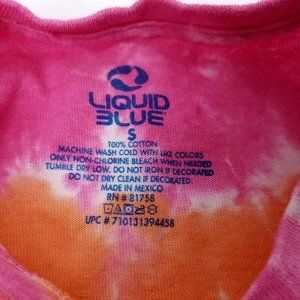 LIQUID
BLUE
S
100% COTTON
MACHINE WASH COLD WITH LIKE COLORS
ONLY NON-CHLORINE BLEACH WHEN NEEDED
TUMBLE DRY LOW. DO NOT IRON IF DECORATED.
DO NOT DRY CLEAN IF DECORATED.
MADE IN MEXICO
RN # 81758
UPC # 710131394458